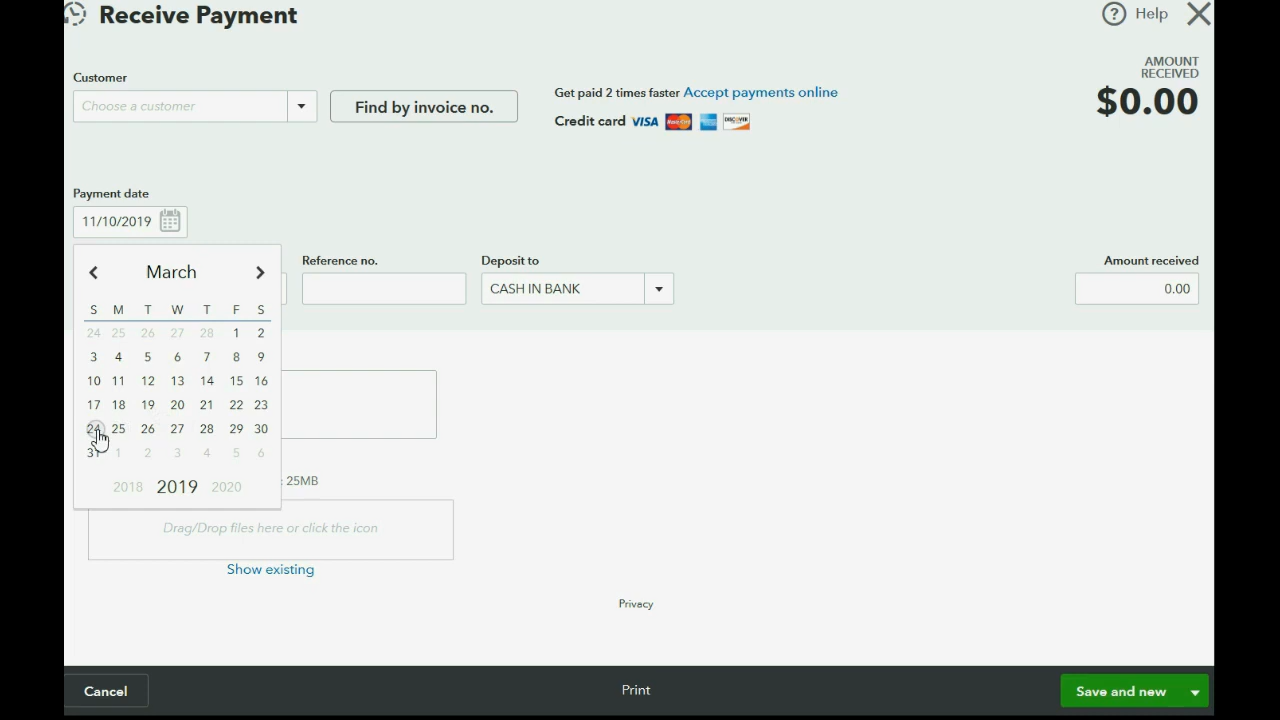 Receive Payment
Help
AMOUNT
RECEIVED
$0.00
Customer
Choose a customer
Find by invoice no.
Get paid 2 times faster Accept payments online
Credit card VISA MasterCard DISCOVER
Payment date
11/10/2019
Reference no.
Deposit to
CASH IN BANK
Amount received
0.00
March
S M T W T F S
24 25 26 27 28 1 2
3 4 5 6 7 8 9
10 11 12 13 14 15 16
17 18 19 20 21 22 23
24 25 26 27 28 29 30
31 1 2 3 4 5 6
2018 2019 2020
: 25MB
Drag/Drop files here or click the icon
Show existing
Privacy
Cancel
Print
Save and new